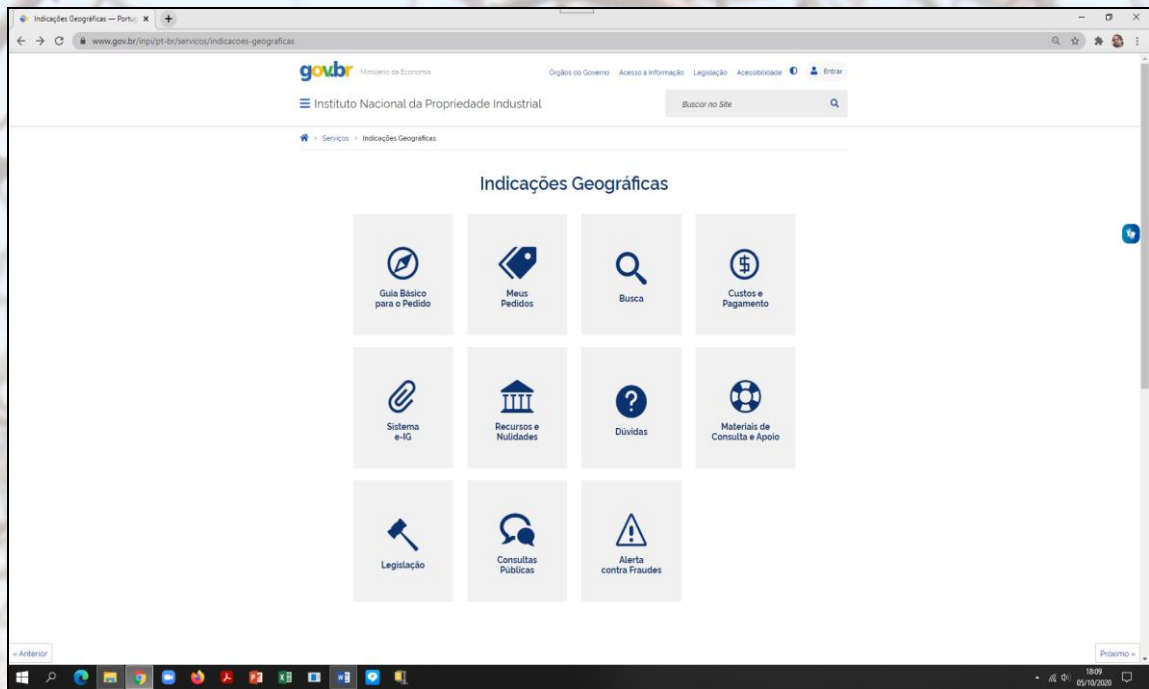 Indicações Geográficas — Portu
www.gov.br/inpi/pt-br/servicos/indicacoes-geograficas
gov.br Ministério da Economia Órgãos do Governo Acesso à Informação Legislação Acessibilidade Entrar
Instituto Nacional da Propriedade Industrial Buscar no Site
> Serviços > Indicações Geográficas
Indicações Geográficas
Guia Básico
para o Pedido
Meus
Pedidos
Busca
Custos e
Pagamento
Sistema
e-IG
Recursos e
Nulidades
Dúvidas
Materiais de
Consulta e Apoio
Legislação
Consultas
Públicas
Alerta
contra Fraudes
« Anterior Próximo »
18:09
05/10/2020